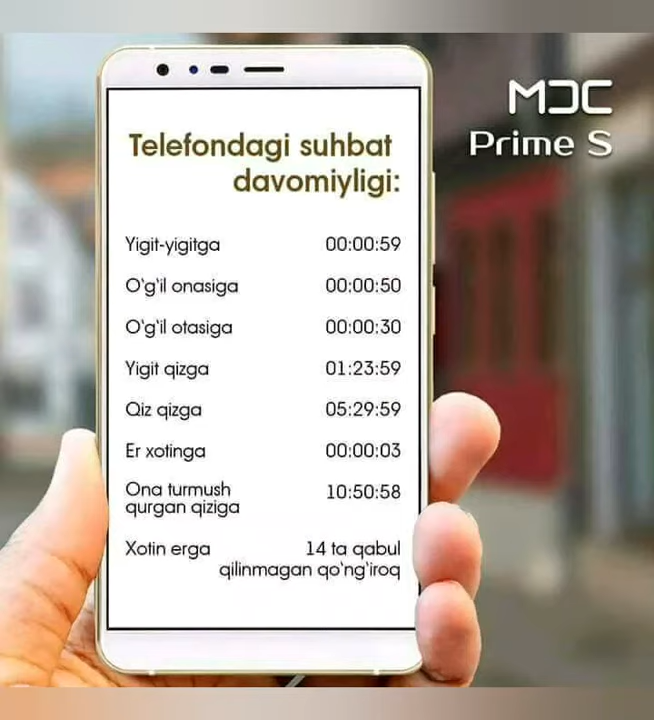 MDC
Prime S
Telefondagi suhbat
davomiyligi:
Yigit-yigitga 00:00:59
O'g'il onasiga 00:00:50
O'g'il otasiga 00:00:30
Yigit qizga 01:23:59
Qiz qizga 05:29:59
Er xotinga 00:00:03
Ona turmush 10:50:58
qurgan qiziga
Xotin erga 14 ta qabul
qilinmagan qo'ng'iroq